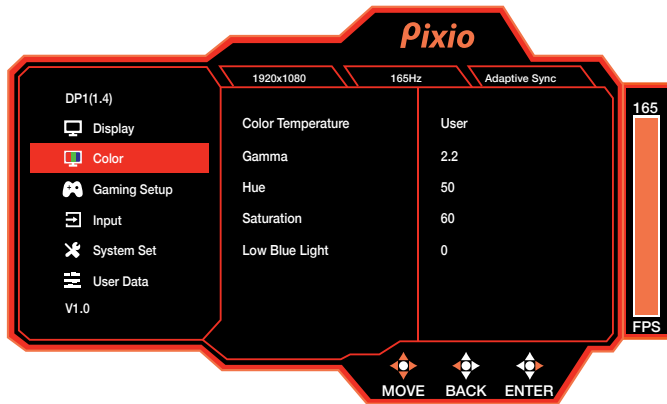 Pixio
1920x1080 165Hz Adaptive Sync
DP1(1.4)
Display
Color
Gaming Setup
Input
System Set
User Data
V1.0
Color Temperature User
Gamma 2.2
Hue 50
Saturation 60
Low Blue Light 0
165
FPS
MOVE BACK ENTER